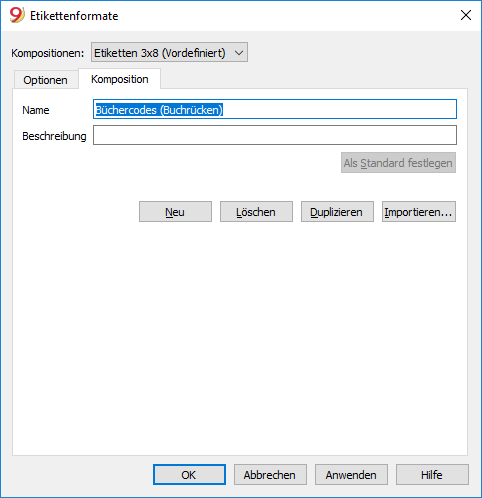 9 Etikettenformate
Kompositionen: Etiketten 3x8 (Vordefiniert)
Optionen Komposition
Name Büchercodes (Buchrücken)
Beschreibung
Als Standard festlegen
Neu Löschen Duplizieren Importieren...
OK Abbrechen Anwenden Hilfe